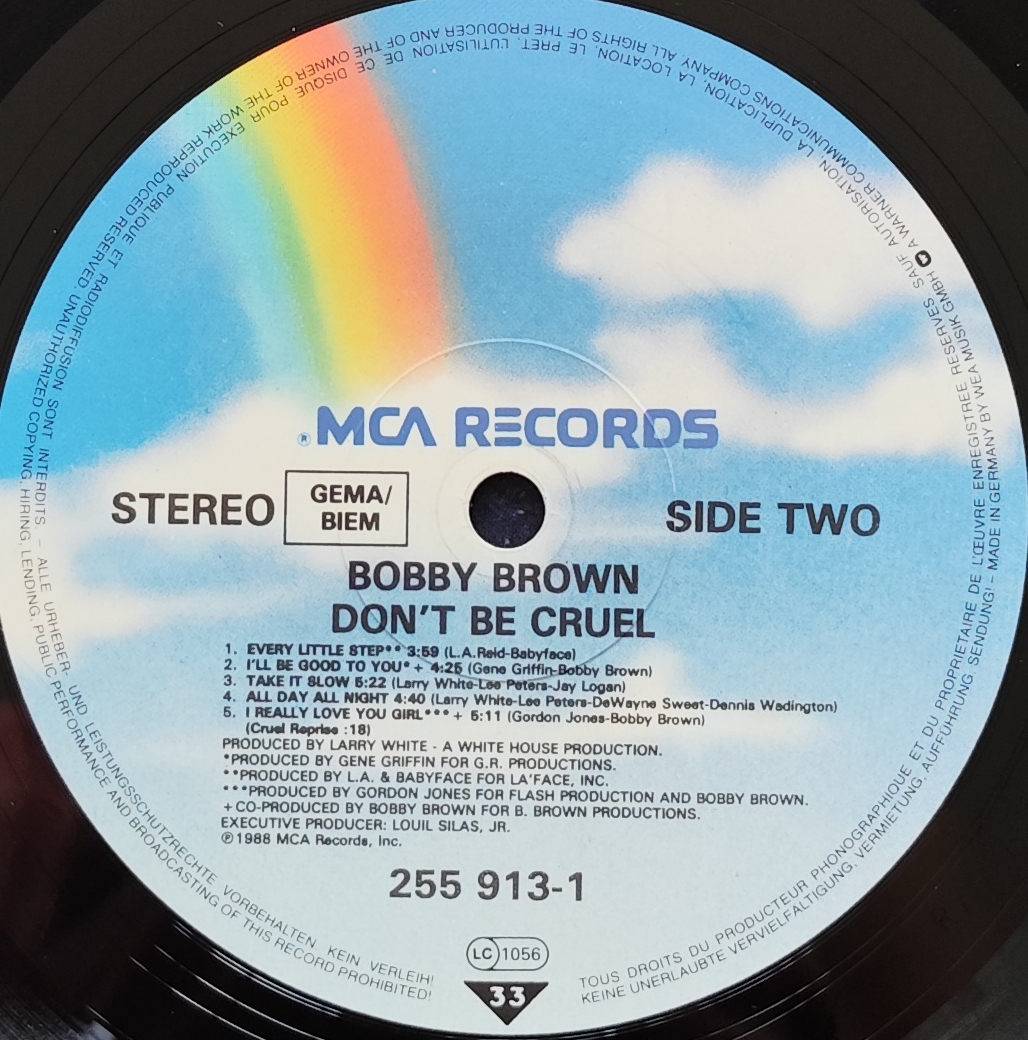 ® MCA RECORDS
STEREO
GEMA/
BIEM
SIDE TWO
BOBBY BROWN
DON'T BE CRUEL
1. EVERY LITTLE STEP** 3:59 (L.A.Reid-Babyface)
2. I'LL BE GOOD TO YOU* + 4:25 (Gene Griffin-Bobby Brown)
3. TAKE IT SLOW 5:22 (Larry White-Lee Peters-Jay Logan)
4. ALL DAY ALL NIGHT 4:40 (Larry White-Lee Peters-DeWayne Sweet-Dennis Wadington)
5. I REALLY LOVE YOU GIRL*** + 5:11 (Gordon Jones-Bobby Brown)
(Cruel Reprise :18)
PRODUCED BY LARRY WHITE - A WHITE HOUSE PRODUCTION.
*PRODUCED BY GENE GRIFFIN FOR G.R. PRODUCTIONS.
**PRODUCED BY L.A. & BABYFACE FOR LA'FACE, INC.
***PRODUCED BY GORDON JONES FOR FLASH PRODUCTION AND BOBBY BROWN.
+ CO-PRODUCED BY BOBBY BROWN FOR B. BROWN PRODUCTIONS.
EXECUTIVE PRODUCER: LOUIL SILAS, JR.
℗1988 MCA Records, Inc.
255 913-1
LC 1056
33
TOUS DROITS DU PRODUCTEUR PHONOGRAPHIQUE ET DU PROPRIETAIRE DE L'ŒUVRE ENREGISTREE RESERVES. SAUF AUTORISATION, LA DUPLICATION, LA LOCATION, LE PRET, L'UTILISATION DE CE DISQUE POUR EXECUTION PUBLIQUE ET RADIODIFFUSION SONT INTERDITS. – ALLE URHEBER- UND LEISTUNGSSCHUTZRECHTE VORBEHALTEN. KEIN VERLEIH!
KEINE UNERLAUBTE VERVIELFALTIGUNG, VERMIETUNG, AUFFÜHRUNG, SENDUNG! – MADE IN GERMANY BY WEA MUSIK GMBH A WARNER COMMUNICATIONS COMPANY. ALL RIGHTS OF THE PRODUCER AND OF THE OWNER OF THE WORK REPRODUCED RESERVED. UNAUTHORIZED COPYING, HIRING, LENDING, PUBLIC PERFORMANCE AND BROADCASTING OF THIS RECORD PROHIBITED!